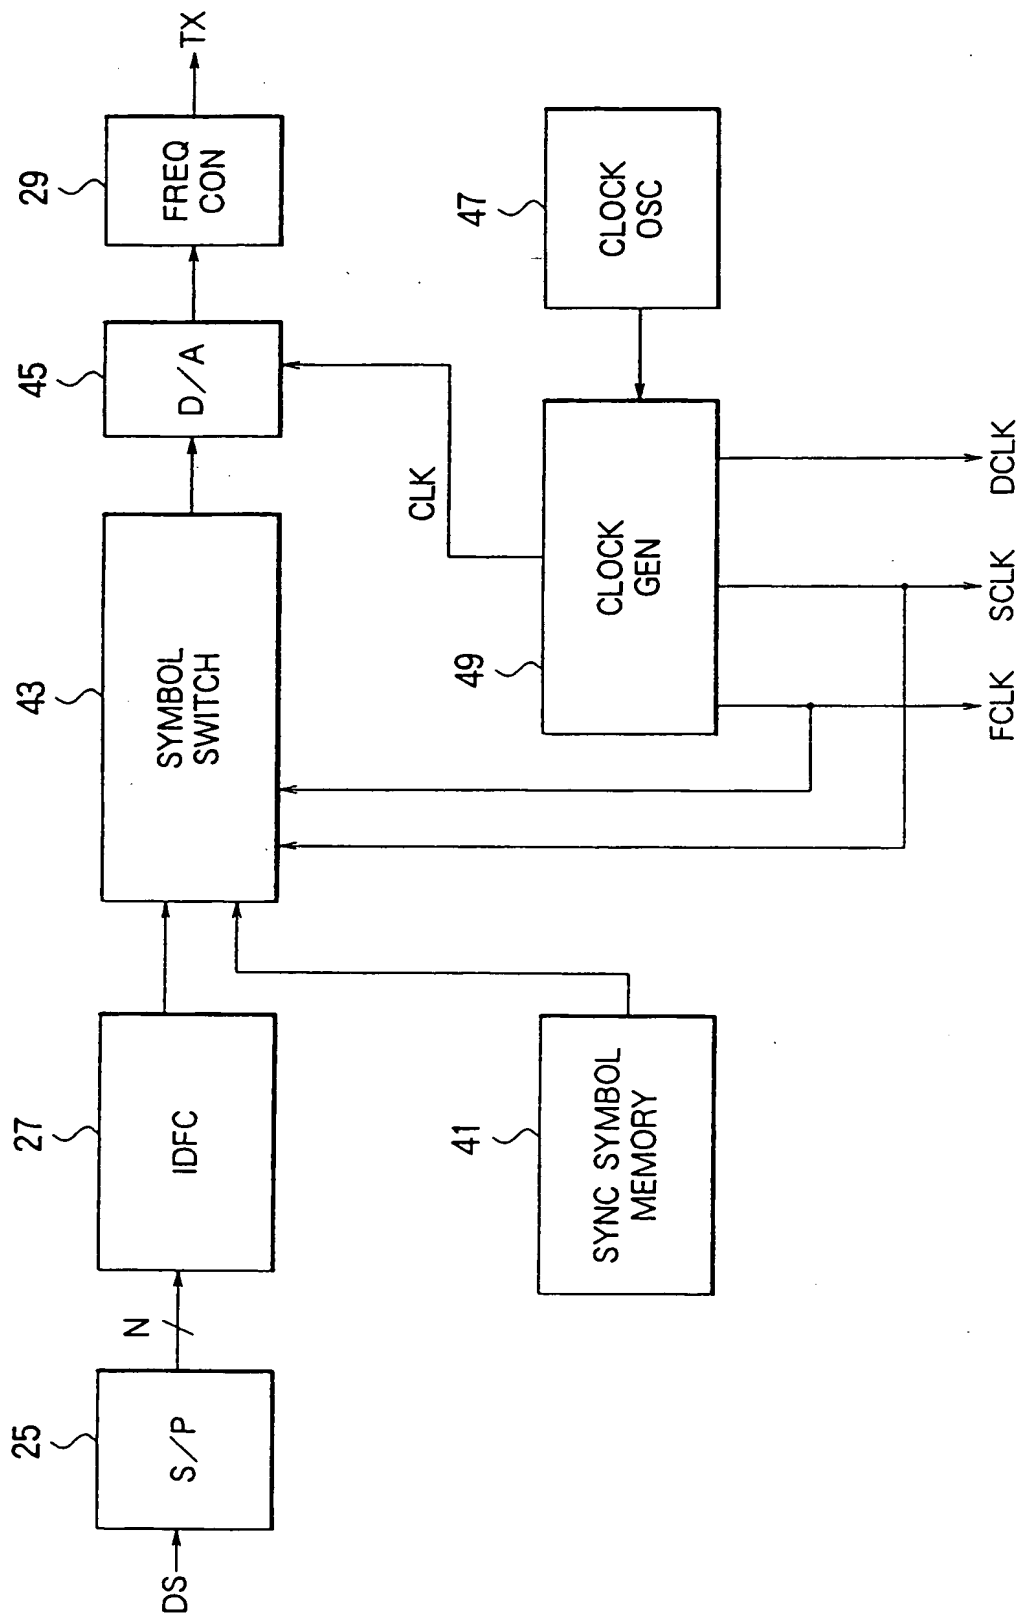 DS
25
S/P
N
27
IDFC
43
SYMBOL
SWITCH
45
D/A
29
FREQ
CON
TX
41
SYNC SYMBOL
MEMORY
CLK
49
CLOCK
GEN
47
CLOCK
OSC
FCLK
SCLK
DCLK